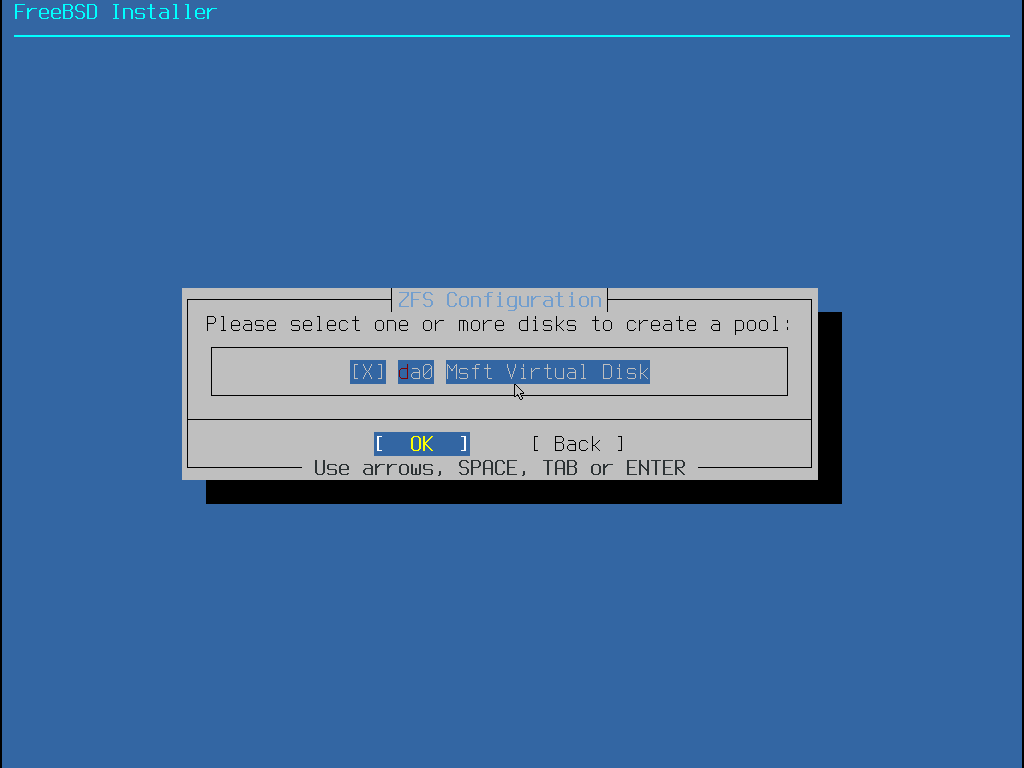 FreeBSD Installer
ZFS Configuration
Please select one or more disks to create a pool:
[X] da0 Msft Virtual Disk
[ OK ] [ Back ]
Use arrows, SPACE, TAB or ENTER